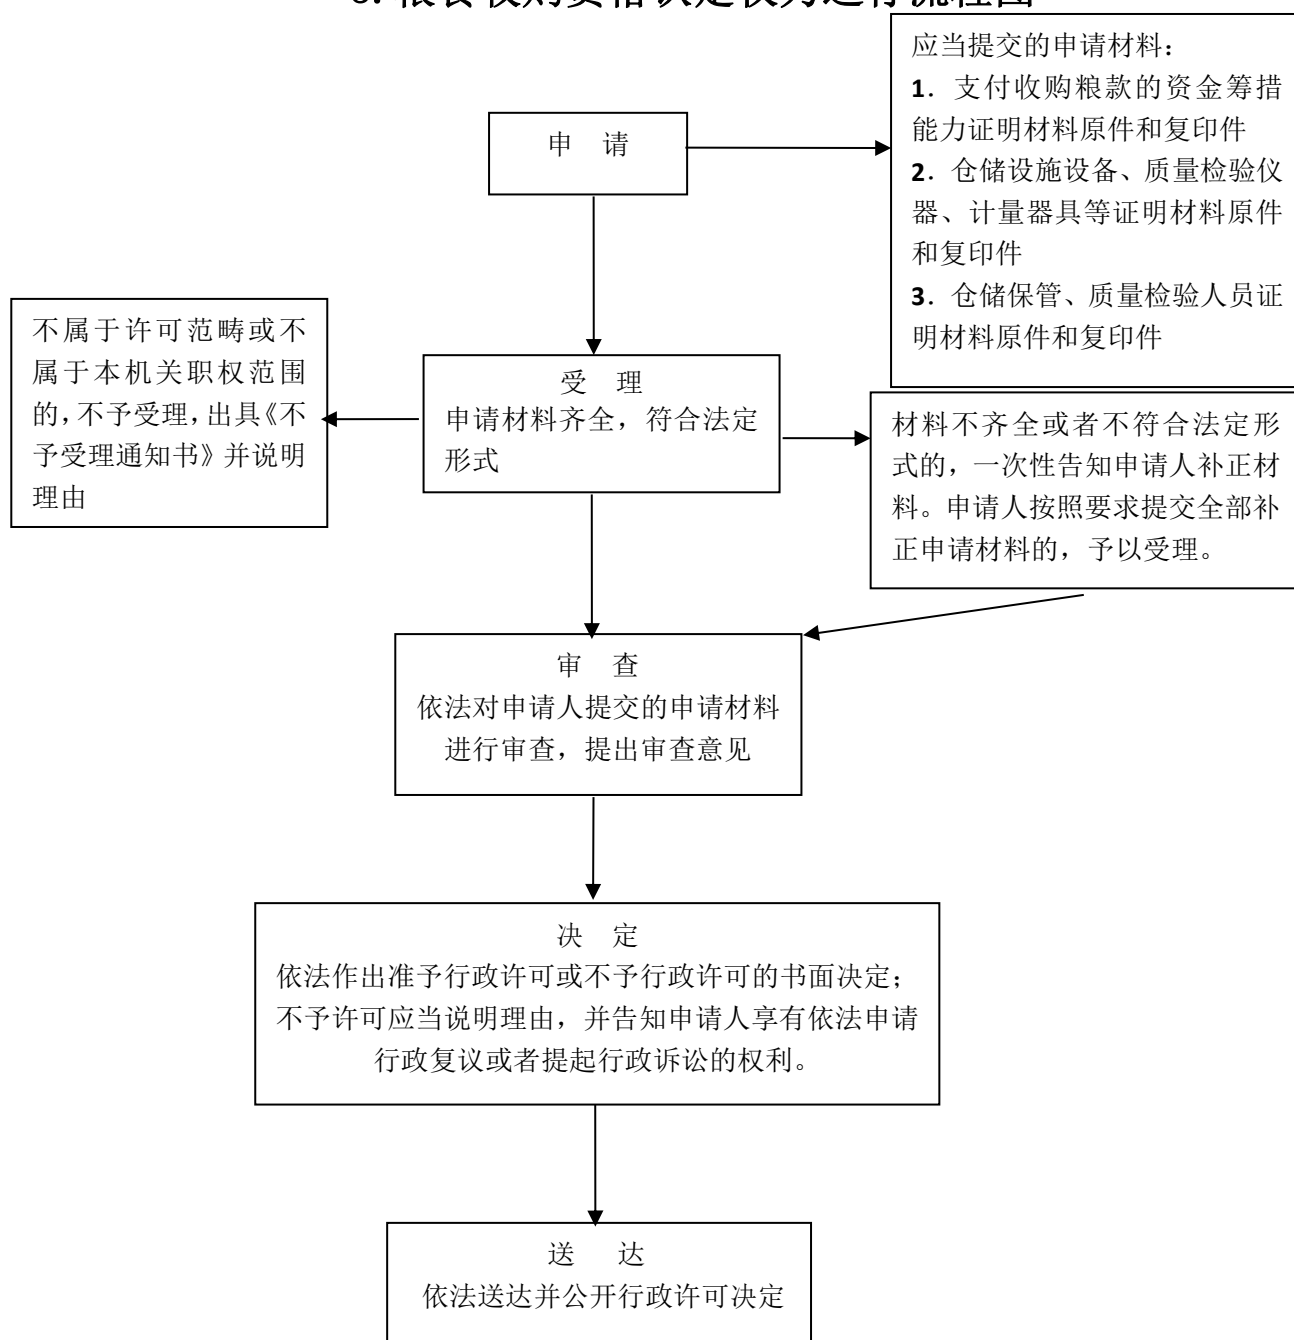 申 请
应当提交的申请材料：
1．支付收购粮款的资金筹措
能力证明材料原件和复印件
2．仓储设施设备、质量检验仪
器、计量器具等证明材料原件
和复印件
3．仓储保管、质量检验人员证
明材料原件和复印件
不属于许可范畴或不
属于本机关职权范围
的，不予受理，出具《不
予受理通知书》并说明
理由
受 理
申请材料齐全，符合法定
形式
材料不齐全或者不符合法定形
式的，一次性告知申请人补正材
料。申请人按照要求提交全部补
正申请材料的，予以受理。
审 查
依法对申请人提交的申请材料
进行审查，提出审查意见
决 定
依法作出准予行政许可或不予行政许可的书面决定；
不予许可应当说明理由，并告知申请人享有依法申请
行政复议或者提起行政诉讼的权利。
送 达
依法送达并公开行政许可决定